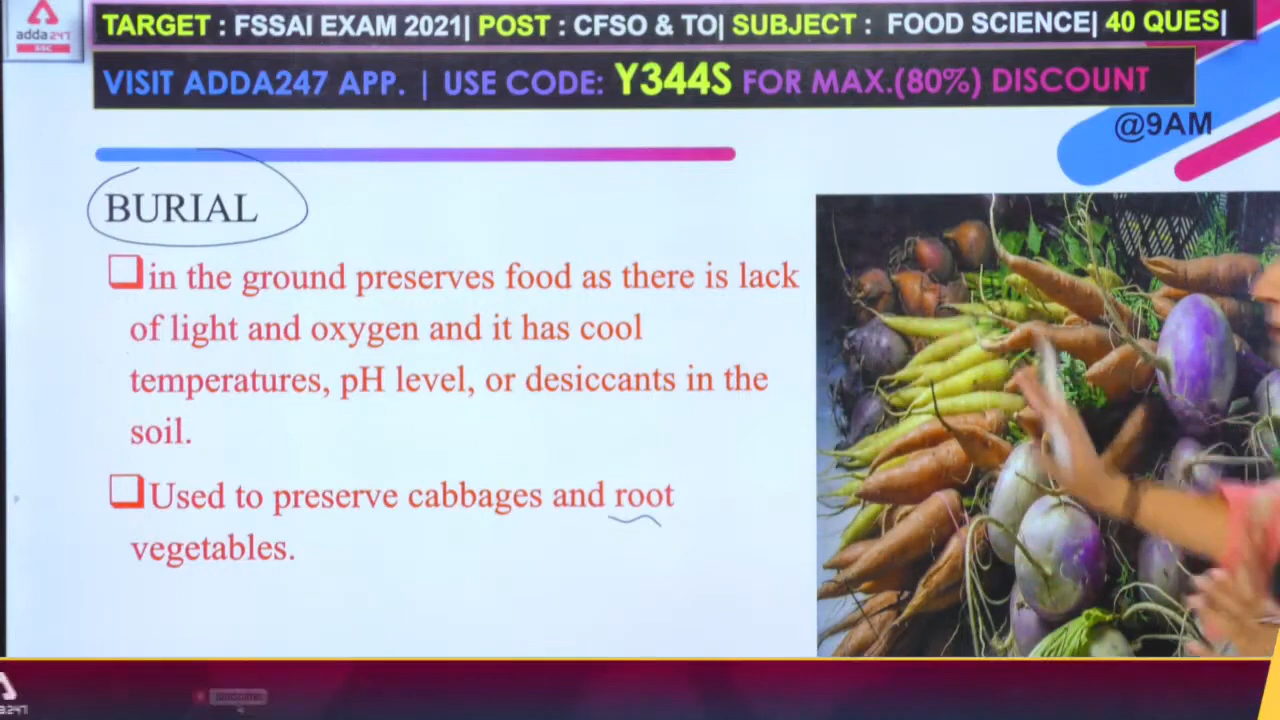 adda247
SSC
TARGET : FSSAI EXAM 2021| POST : CFSO & TO| SUBJECT : FOOD SCIENCE| 40 QUES|
VISIT ADDA247 APP. | USE CODE: Y344S FOR MAX.(80%) DISCOUNT
@9AM
BURIAL
in the ground preserves food as there is lack
of light and oxygen and it has cool
temperatures, pH level, or desiccants in the
soil.
Used to preserve cabbages and root
vegetables.